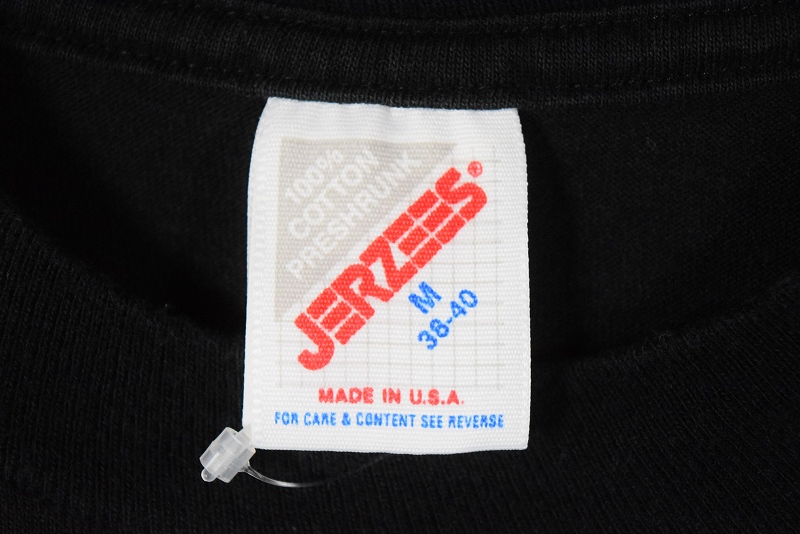 100%
COTTON
PRESHRUNK
JERZEES®
M
38-40
MADE IN U.S.A.
FOR CARE & CONTENT SEE REVERSE